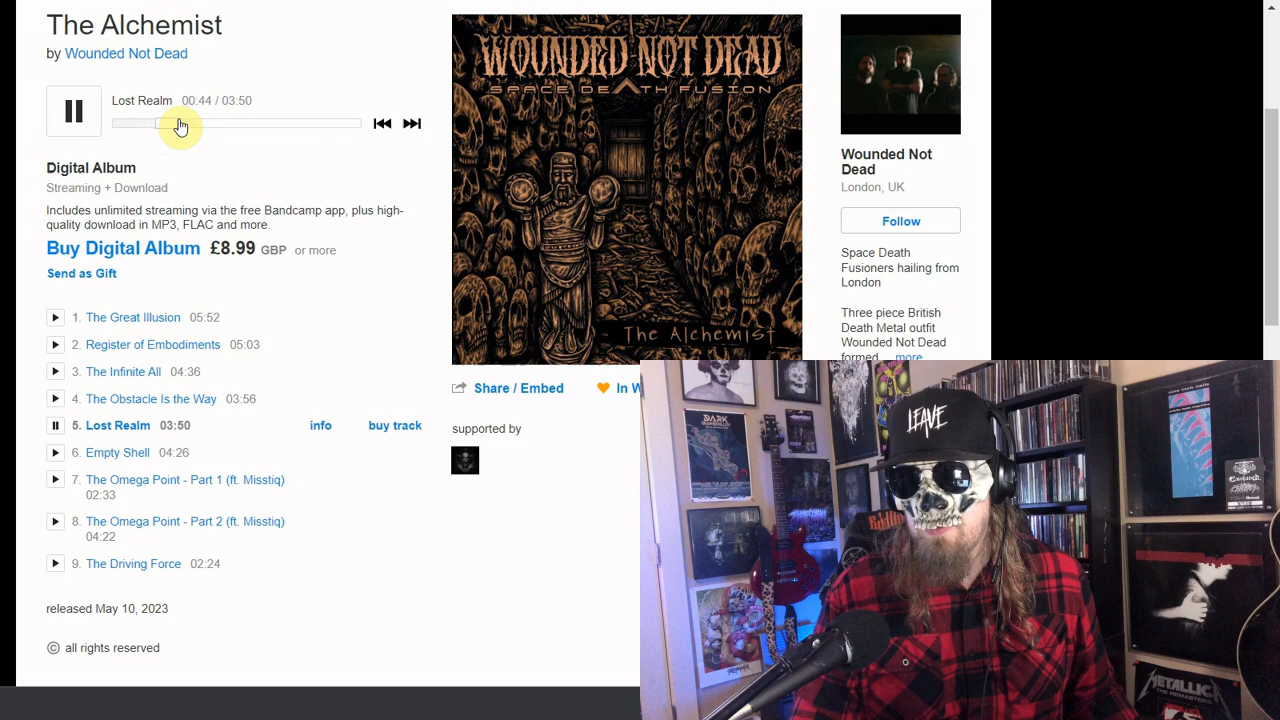 The Alchemist
by Wounded Not Dead
Lost Realm 00:44 / 03:50
Digital Album
Streaming + Download
Includes unlimited streaming via the free Bandcamp app, plus high-
quality download in MP3, FLAC and more.
Buy Digital Album £8.99 GBP or more
Send as Gift
1. The Great Illusion 05:52
2. Register of Embodiments 05:03
3. The Infinite All 04:36
4. The Obstacle Is the Way 03:56
5. Lost Realm 03:50 info buy track
6. Empty Shell 04:26
7. The Omega Point - Part 1 (ft. Misstiq)
02:33
8. The Omega Point - Part 2 (ft. Misstiq)
04:22
9. The Driving Force 02:24
released May 10, 2023
© all rights reserved
WOUNDED NOT DEAD
SPACE DEATH FUSION
The Alchemist
Share / Embed
In W
supported by
Wounded Not
Dead
London, UK
Follow
Space Death
Fusioners hailing from
London
Three piece British
Death Metal outfit
Wounded Not Dead
formed... more
LEAVE
DARK
METALLICA
THE REMASTERS